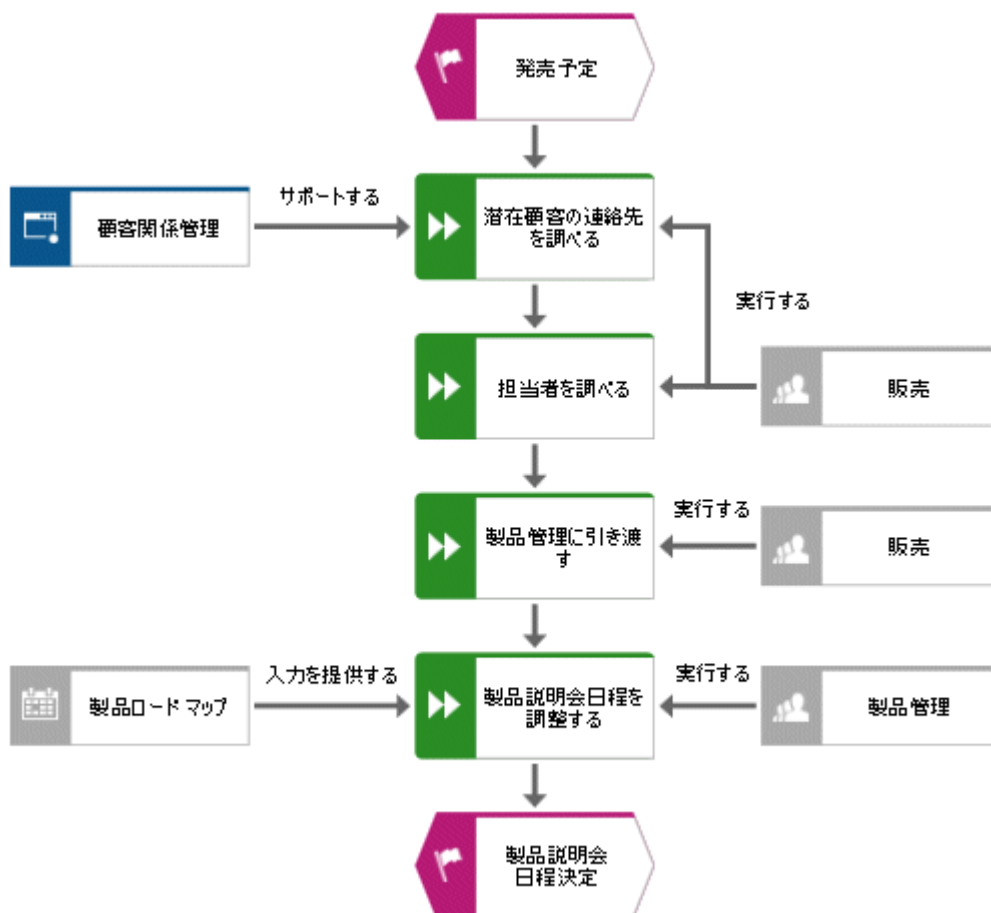 発売予定
サポートする
顧客関係管理
潜在顧客の連絡先
を調べる
実行する
担当者を調べる
販売
実行する
製品管理に引き渡
す
販売
入力を提供する
実行する
製品ロードマップ
製品説明会日程を
調整する
製品管理
製品説明会
日程決定